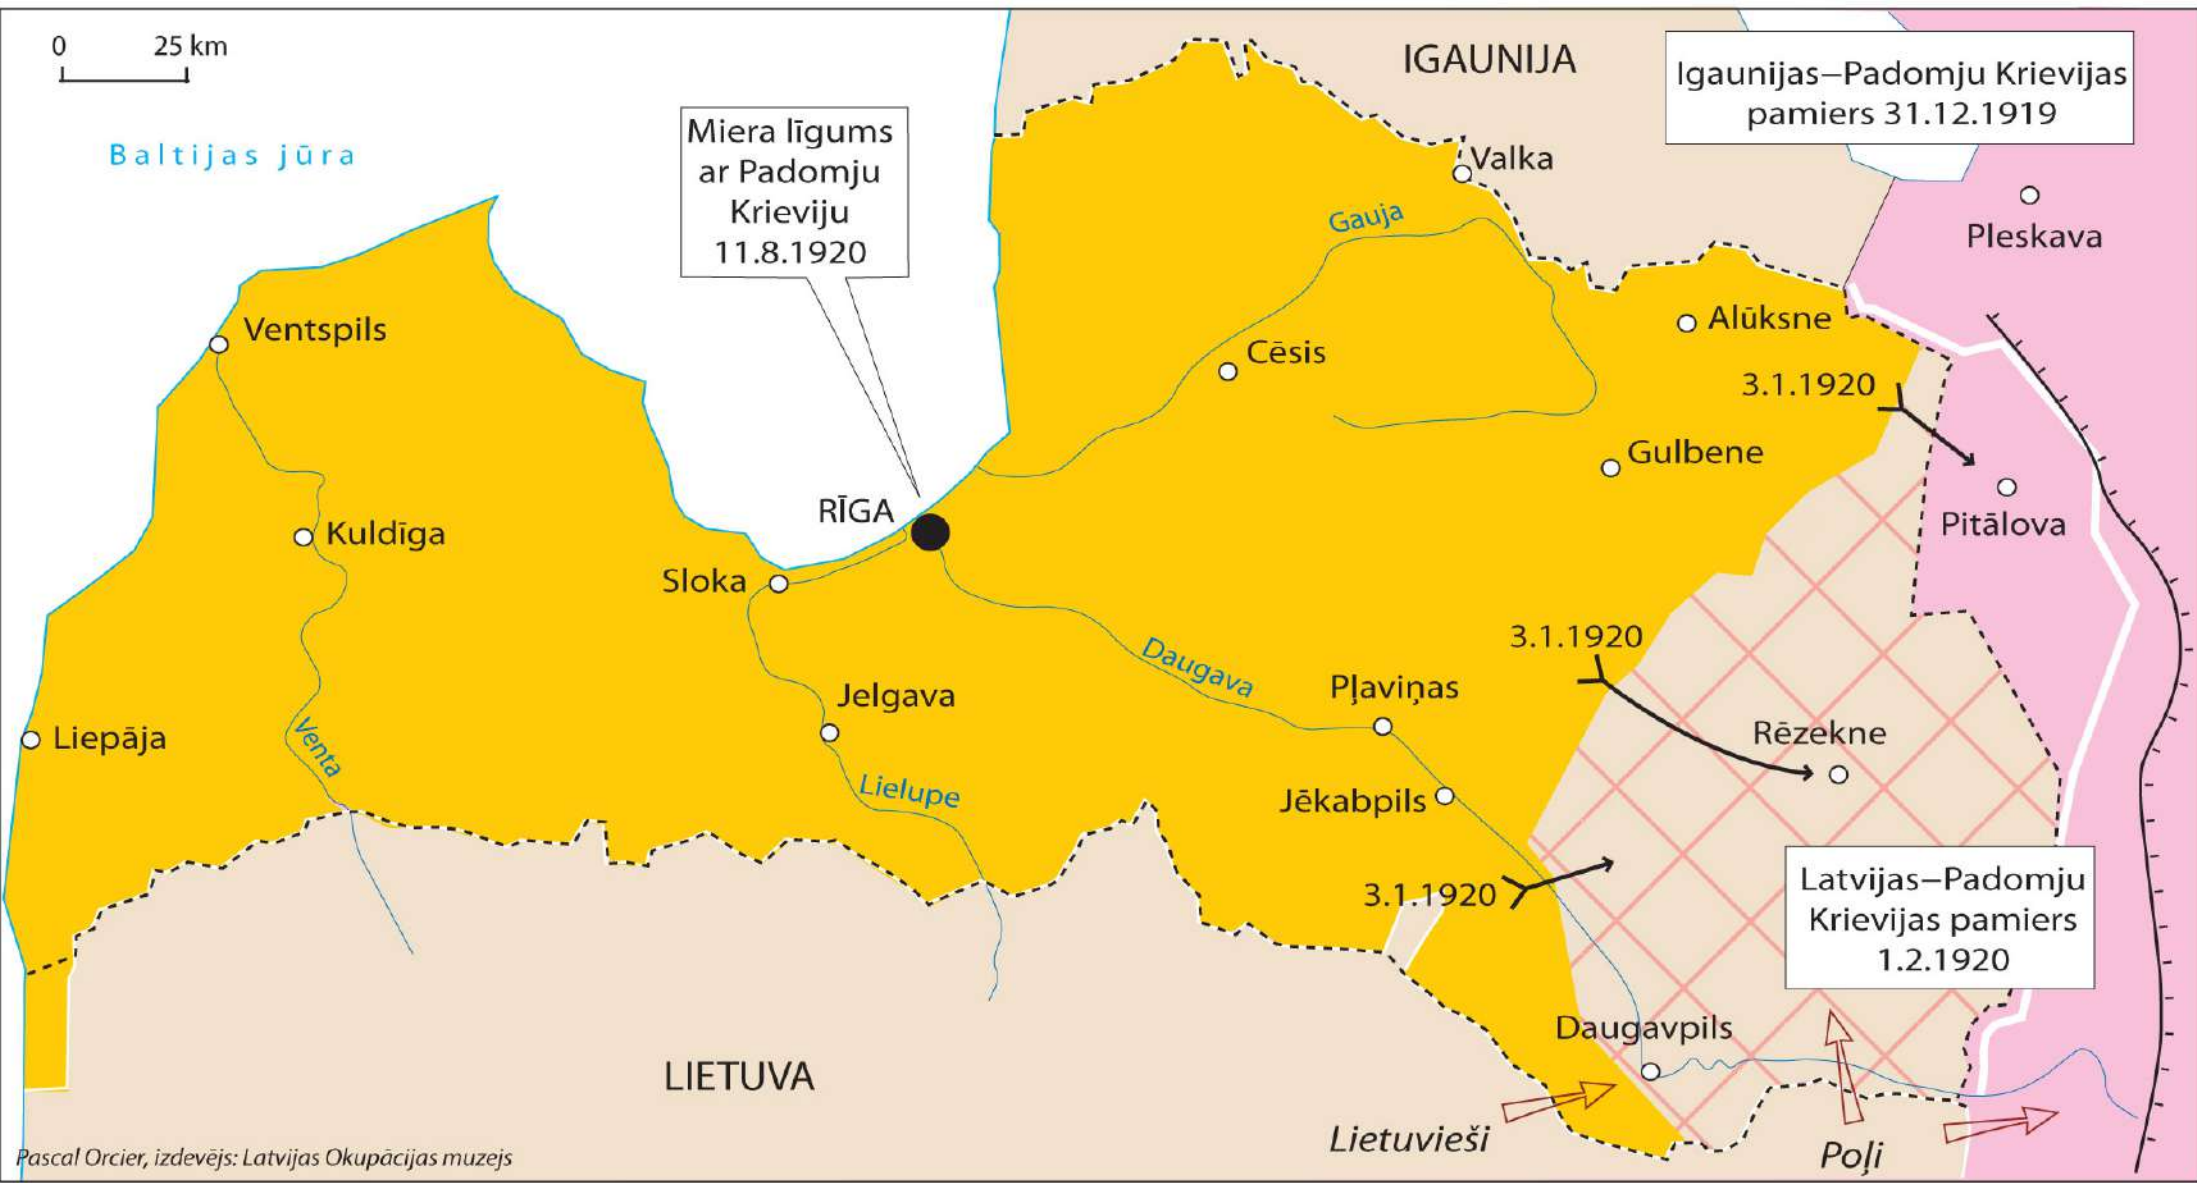 0 25 km
Baltijas jūra
IGAUNIJA
Igaunijas–Padomju Krievijas
pamiers 31.12.1919
Miera līgums
ar Padomju
Krieviju
11.8.1920
Valka
Pleskava
Gauja
Ventspils
Alūksne
Cēsis
3.1.1920
Gulbene
RĪGA
Pitālova
Kuldīga
Sloka
3.1.1920
Daugava
Jelgava
Pļaviņas
Rēzekne
Liepāja
Venta
Lielupe
Jēkabpils
3.1.1920
Latvijas–Padomju
Krievijas pamiers
1.2.1920
Daugavpils
LIETUVA
Lietuvieši
Poļi
Pascal Orcier, izdevējs: Latvijas Okupācijas muzejs